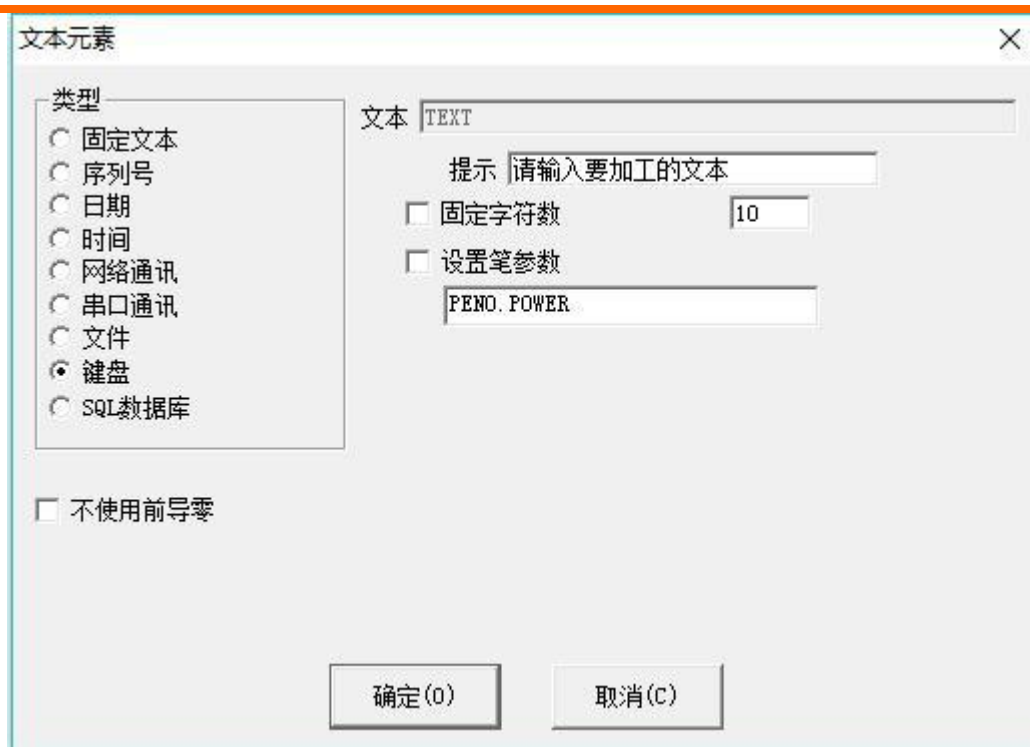 文本元素
类型
固定文本
序列号
日期
时间
网络通讯
串口通讯
文件
键盘
SQL数据库
不使用前导零
文本 TEXT
提示 请输入要加工的文本
固定字符数 10
设置笔参数
PENO.POWER
确定(O) 取消(C)